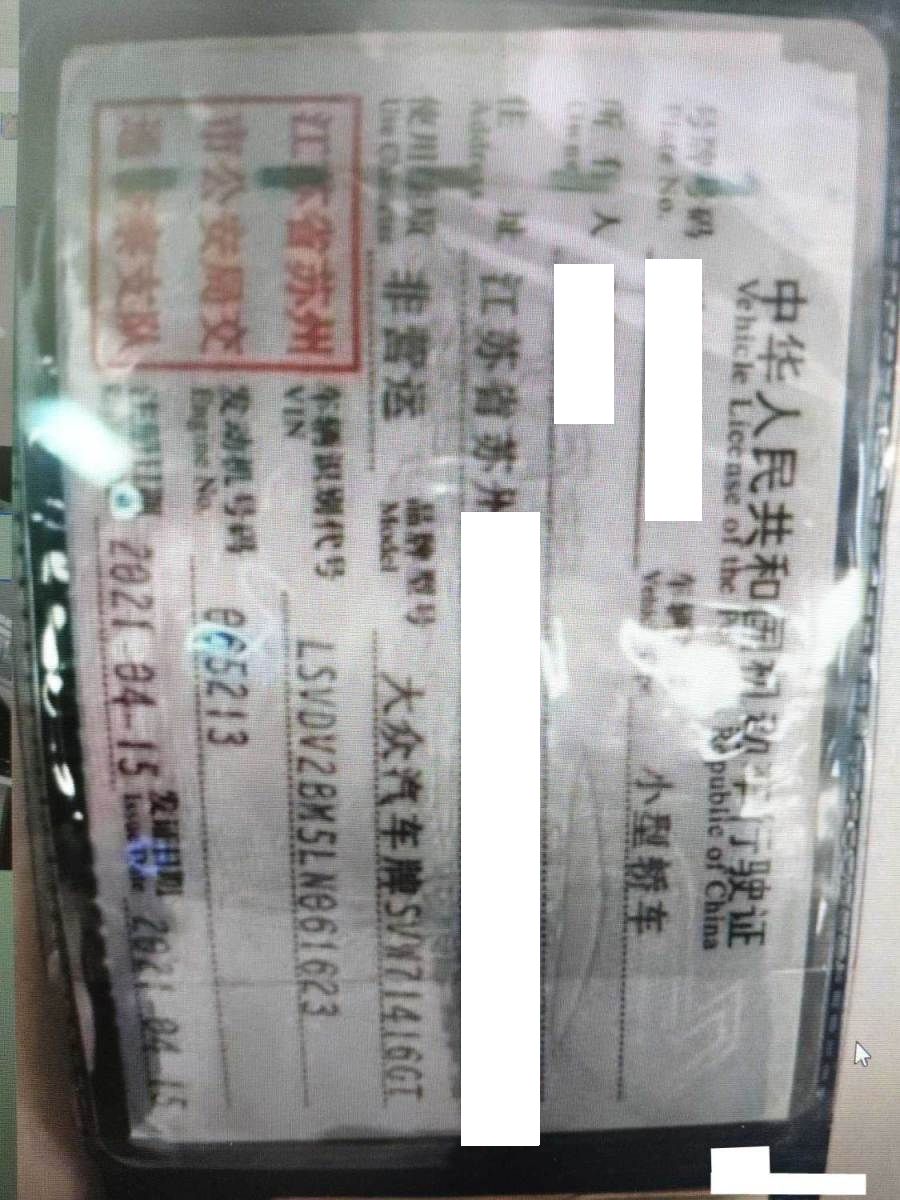 中华人民共和国机动车行驶证
Vehicle License of the People's Republic of China
号牌号码
Plate No.
车辆
小型轿车
所有人
Owner
住址
Address
江苏省苏州
使用性质
Use Character
非营运
品牌型号
Model
大众汽车牌SVW71416GT
江苏省苏州
市公安局交
通警察支队
车辆识别代号
VIN
LSVDV2BM5LN061623
发动机号码
Engine No.
065213
注册日期
2021-04-15
发证日期
Issue Date
2021-04-15